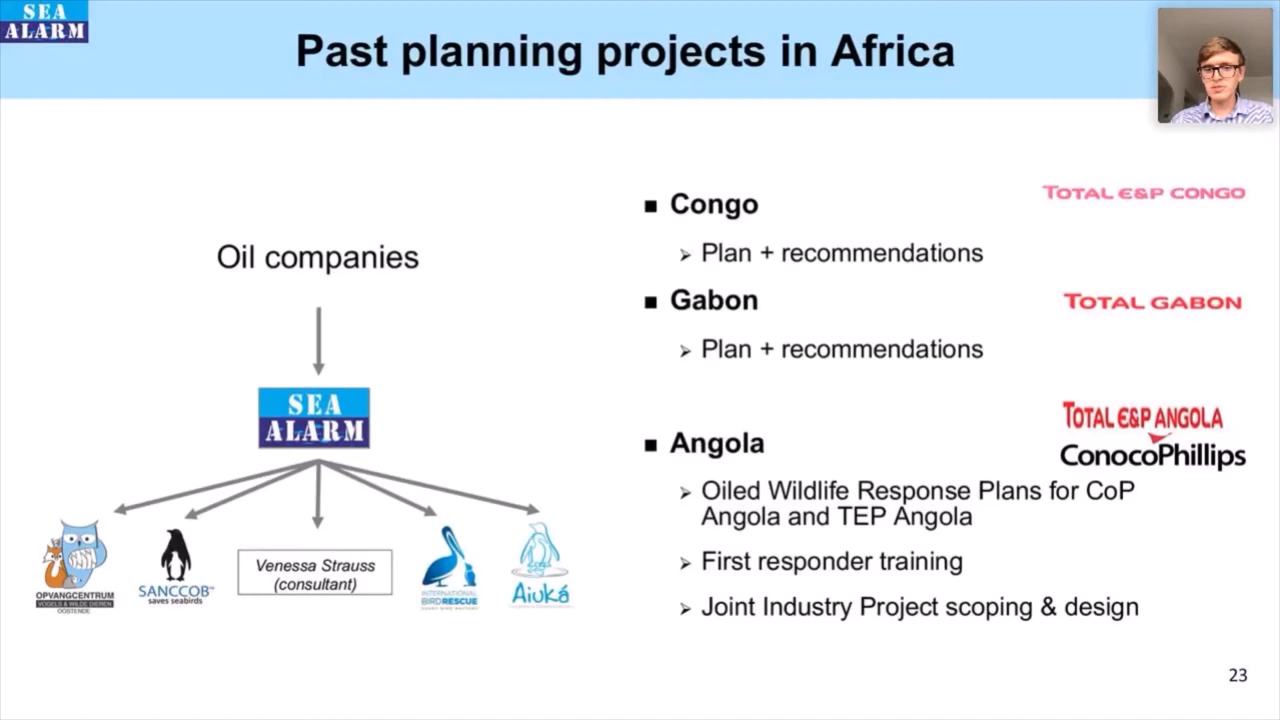 SEA
ALARM
Past planning projects in Africa
Oil companies
SEA
ALARM
OPVANGCENTRUM
VOGELS & WILDE DIEREN
OOSTENDE
SANCCOB™
saves seabirds
Venessa Strauss
(consultant)
INTERNATIONAL
BIRD RESCUE
Aiuká
■ Congo
TOTAL E&P CONGO
➢ Plan + recommendations
■ Gabon
TOTAL GABON
➢ Plan + recommendations
TOTAL E&P ANGOLA
ConocoPhillips
■ Angola
➢ Oiled Wildlife Response Plans for CoP
Angola and TEP Angola
➢ First responder training
➢ Joint Industry Project scoping & design
23